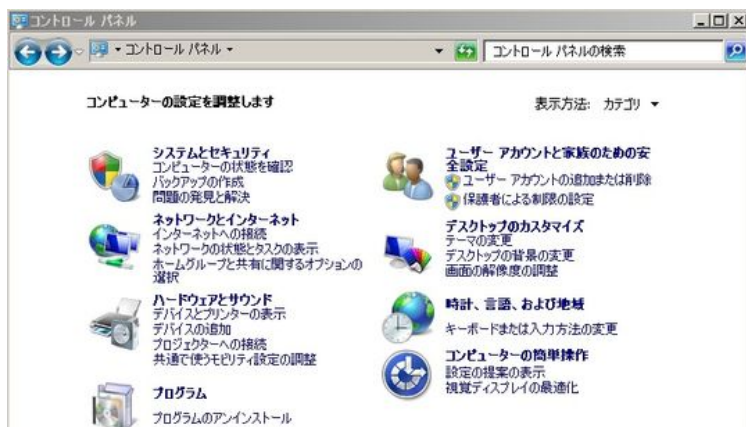 コントロール パネル
コントロール パネル
コントロール パネルの検索
コンピューターの設定を調整します
表示方法: カテゴリ
システムとセキュリティ
コンピューターの状態を確認
バックアップの作成
問題の発見と解決
ネットワークとインターネット
インターネットへの接続
ネットワークの状態とタスクの表示
ホームグループと共有に関するオプションの
選択
ハードウェアとサウンド
デバイスとプリンターの表示
デバイスの追加
プロジェクターへの接続
共通で使うモビリティ設定の調整
プログラム
プログラムのアンインストール
ユーザー アカウントと家族のための安
全設定
ユーザー アカウントの追加または削除
保護者による制限の設定
デスクトップのカスタマイズ
テーマの変更
デスクトップの背景の変更
画面の解像度の調整
時計、言語、および地域
キーボードまたは入力方法の変更
コンピューターの簡単操作
設定の提案の表示
視覚ディスプレイの最適化